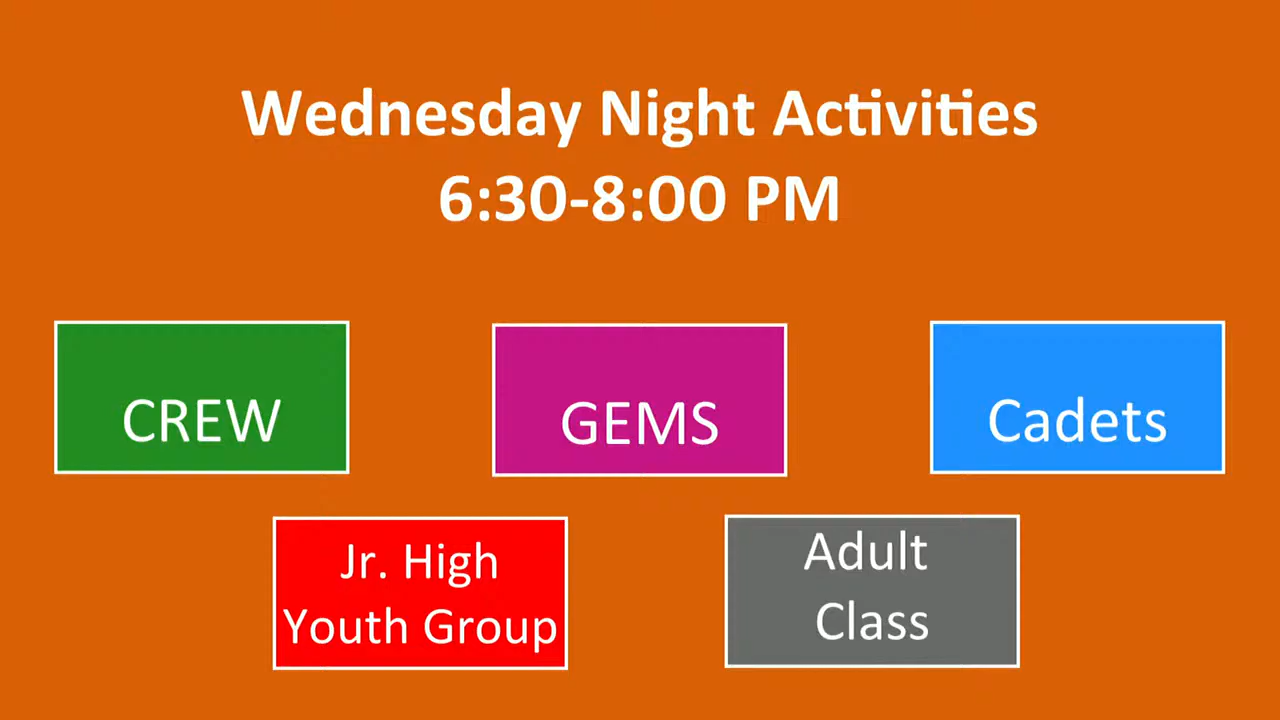 Wednesday Night Activities
6:30-8:00 PM
CREW
GEMS
Cadets
Jr. High
Youth Group
Adult
Class